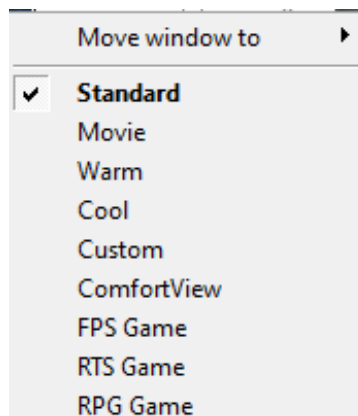 Move window to
Standard
Movie
Warm
Cool
Custom
ComfortView
FPS Game
RTS Game
RPG Game